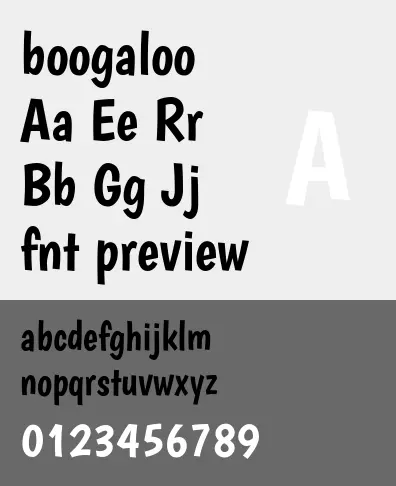 boogaloo
Aa Ee Rr
A
Bb Gg Jj
fnt preview
abcdefghijklm
nopqrstuvwxyz
0123456789